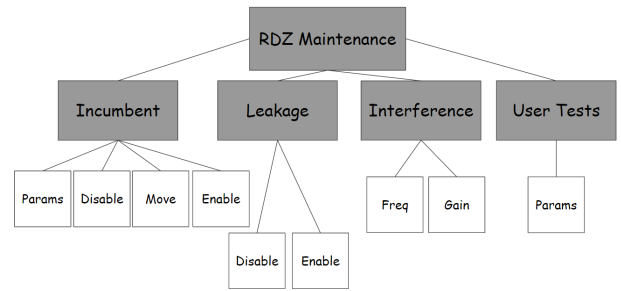 RDZ Maintenance
Incumbent
Leakage
Interference
User Tests
Params
Disable
Move
Enable
Freq
Gain
Params
Disable
Enable